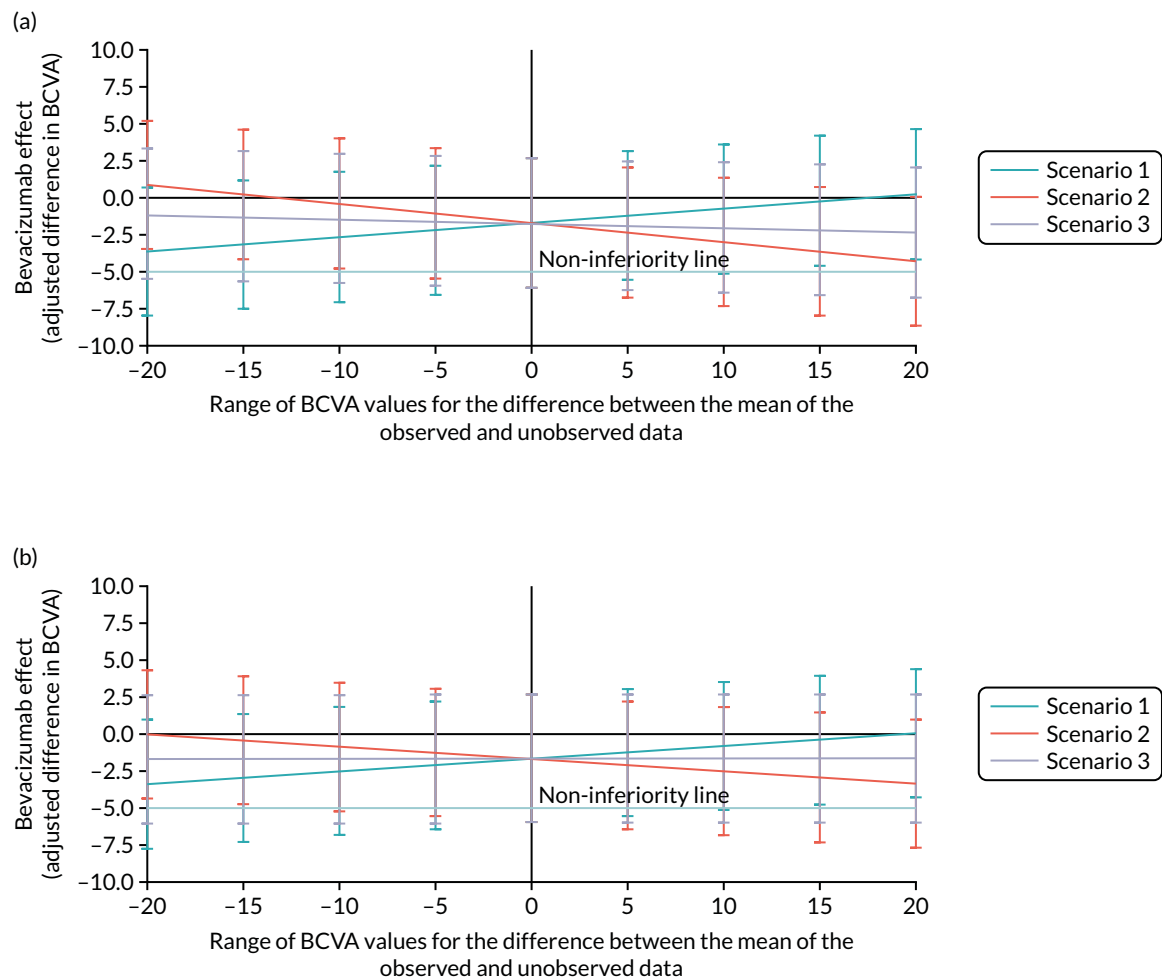 (a)
Bevacizumab effect
(adjusted difference in BCVA)
10.0
7.5
5.0
2.5
0.0
–2.5
–5.0
–7.5
–10.0
Non-inferiority line
–20
–15
–10
–5
0
5
10
15
20
Range of BCVA values for the difference between the mean of the
observed and unobserved data
Scenario 1
Scenario 2
Scenario 3
(b)
Bevacizumab effect
(adjusted difference in BCVA)
10.0
7.5
5.0
2.5
0.0
–2.5
–5.0
–7.5
–10.0
Non-inferiority line
–20
–15
–10
–5
0
5
10
15
20
Range of BCVA values for the difference between the mean of the
observed and unobserved data
Scenario 1
Scenario 2
Scenario 3